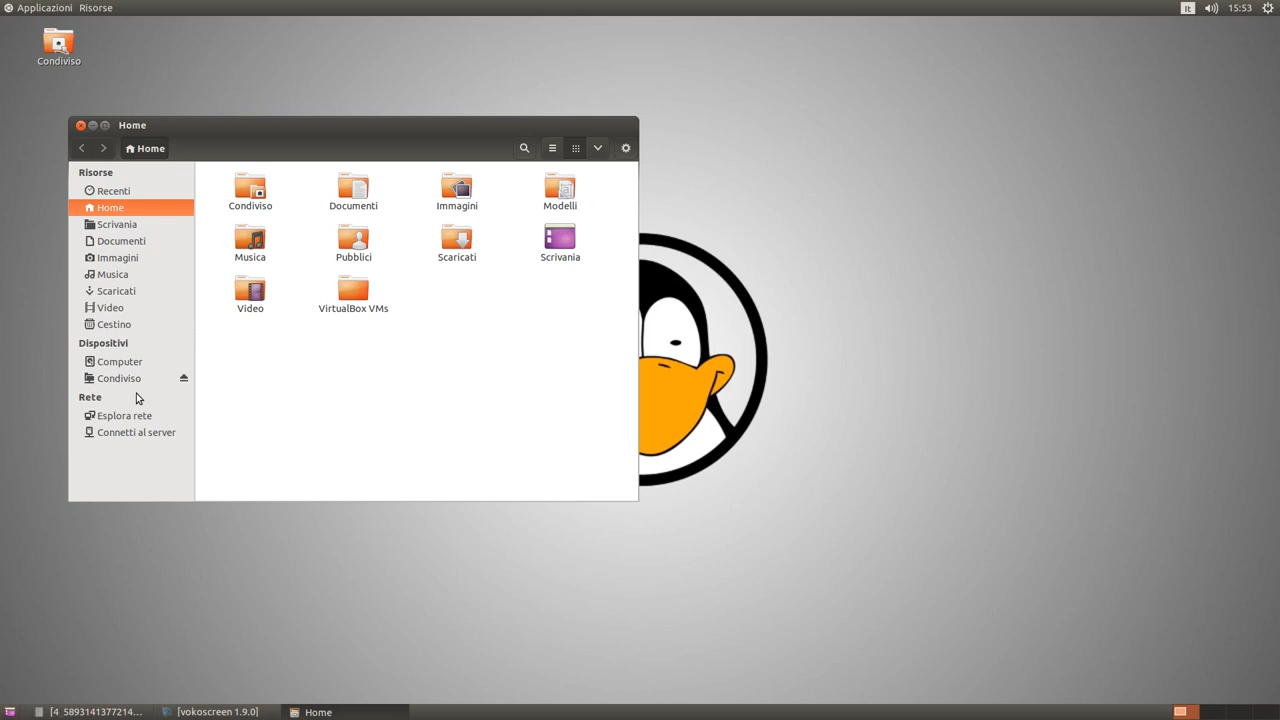 Applicazioni Risorse
It 15:53
Condiviso
Home
Home
Risorse
Recenti
Home
Scrivania
Documenti
Immagini
Musica
Scaricati
Video
Cestino
Dispositivi
Computer
Condiviso
Rete
Esplora rete
Connetti al server
Condiviso Documenti Immagini Modelli
Musica Pubblici Scaricati Scrivania
Video VirtualBox VMs
[4 5893141377214... [vokoscreen 1.9.0] Home